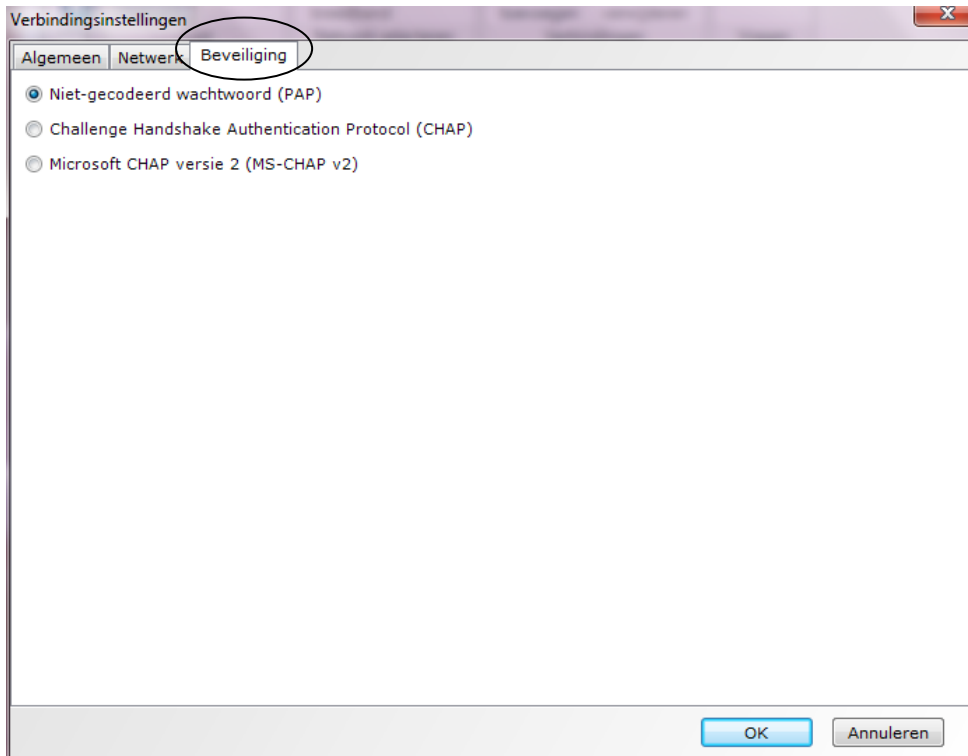 Verbindingsinstellingen
Algemeen Netwerk Beveiliging
Niet-gecodeerd wachtwoord (PAP)
Challenge Handshake Authentication Protocol (CHAP)
Microsoft CHAP versie 2 (MS-CHAP v2)
OK Annuleren